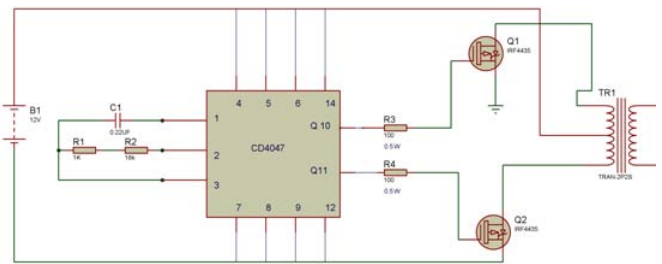 4 5 6 14
Q1
IRF4435
B1
12V
C1
0.22UF
1
R1
1K
R2
18k
2
3
CD4047
Q 10
Q11
R3
100
0.5W
R4
100
0.5W
TR1
TRAN-2P2S
7 8 9 12
Q2
IRF4435